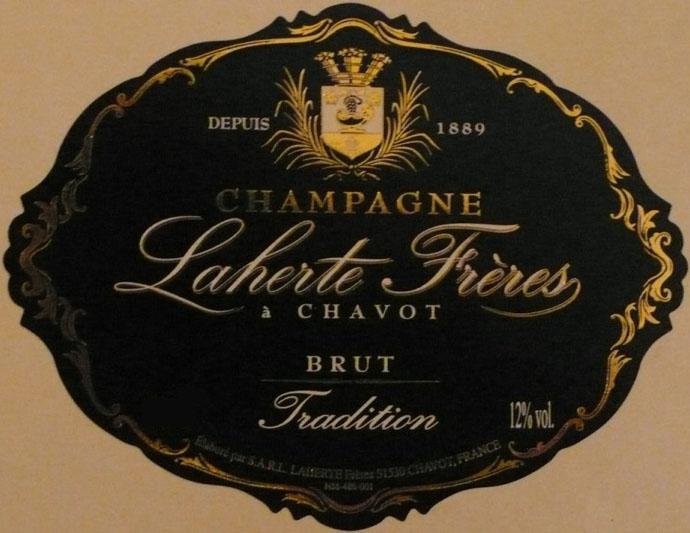 DEPUIS 1889
CHAMPAGNE
Laherte Frères
à CHAVOT
BRUT
Tradition
12% vol.
Élaboré par S.A.R.L. LAHERTE Frères 51530 CHAVOT, FRANCE